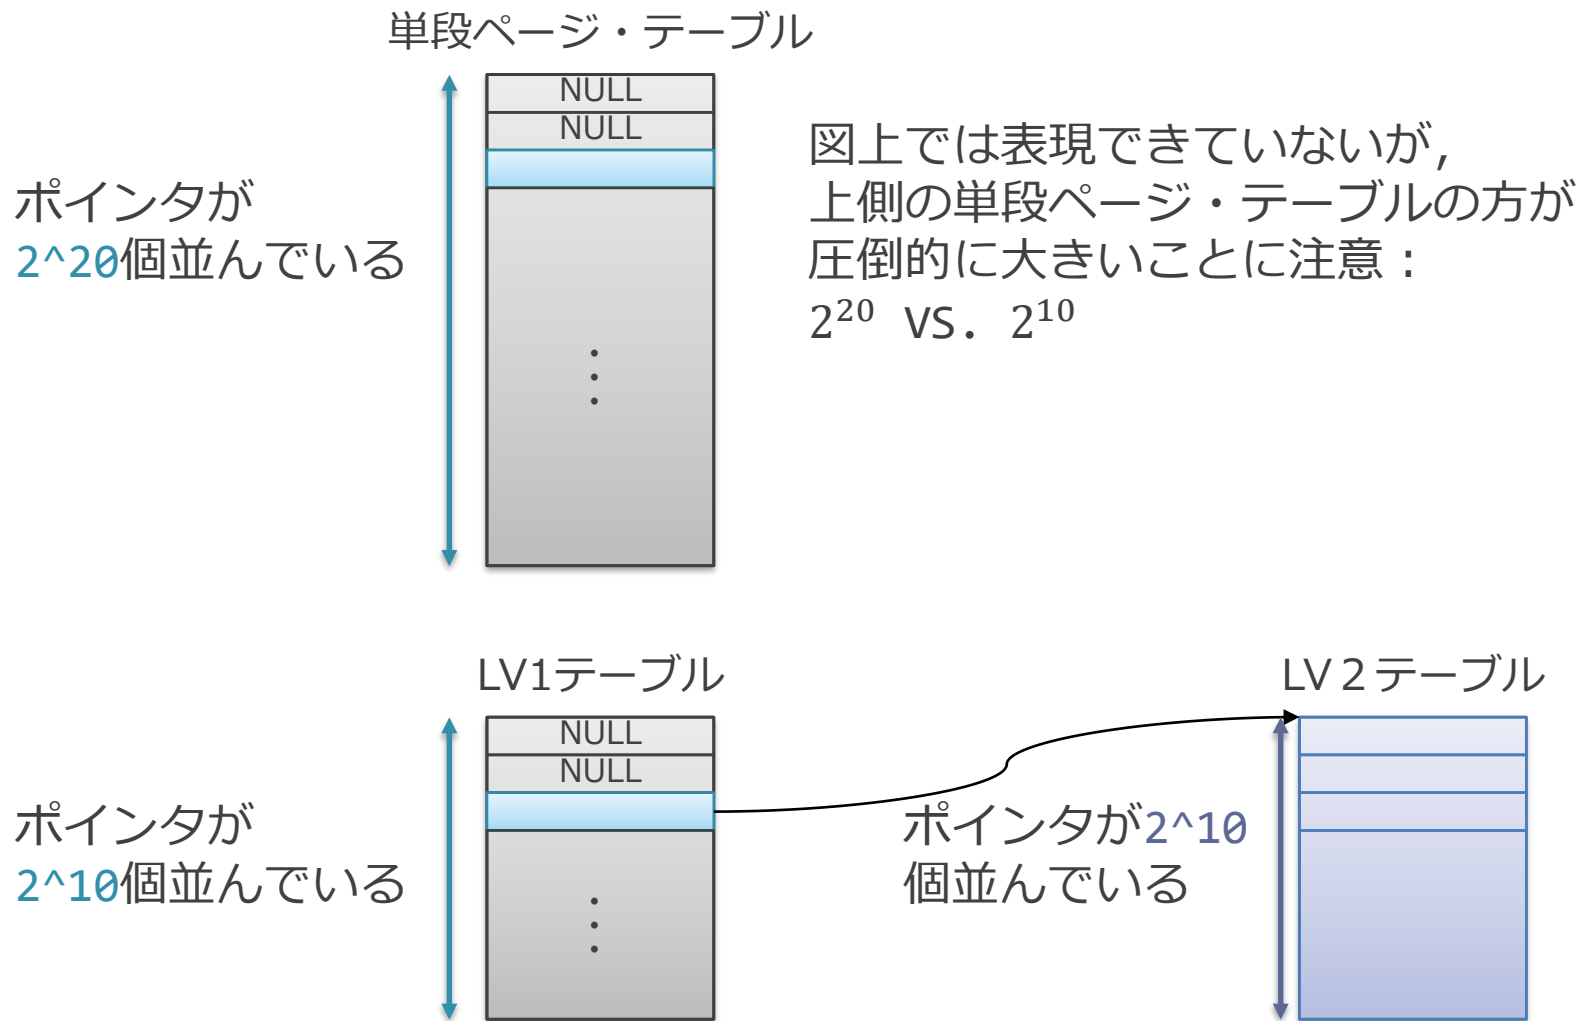 単段ページ・テーブル
NULL
NULL
ポインタが
2^20個並んでいる
図上では表現できていないが,
上側の単段ページ・テーブルの方が
圧倒的に大きいことに注意：
2²⁰ VS. 2¹⁰
LV1テーブル
LV２テーブル
NULL
NULL
ポインタが
2^10個並んでいる
ポインタが2^10
個並んでいる